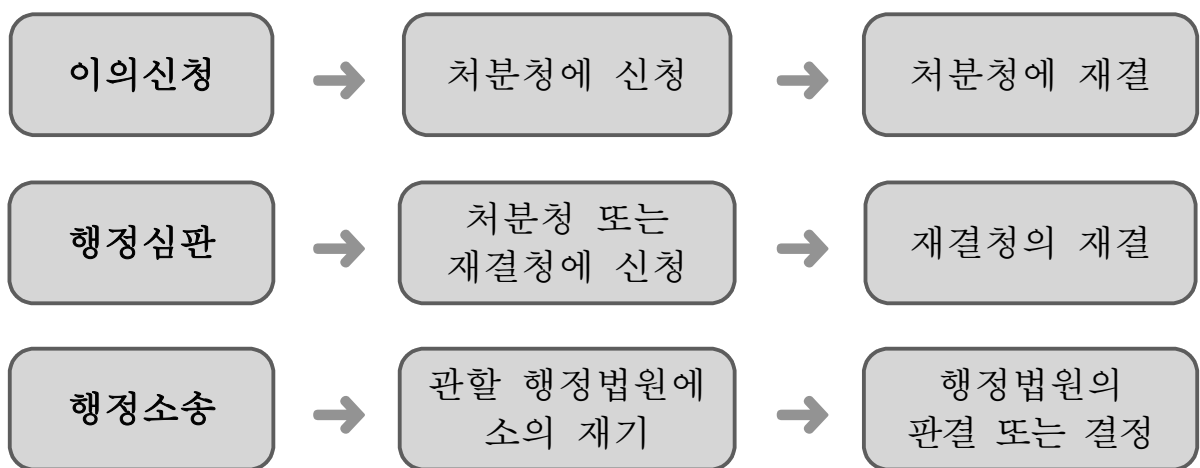 이의신청
처분청에 신청
처분청에 재결
행정심판
처분청 또는
재결청에 신청
재결청의 재결
행정소송
관할 행정법원에
소의 재기
행정법원의
판결 또는 결정